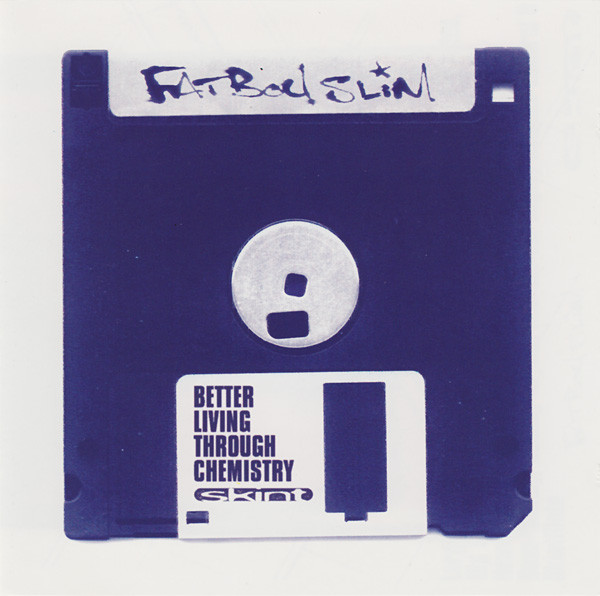 FATBOY SLIM
BETTER
LIVING
THROUGH
CHEMISTRY
skint